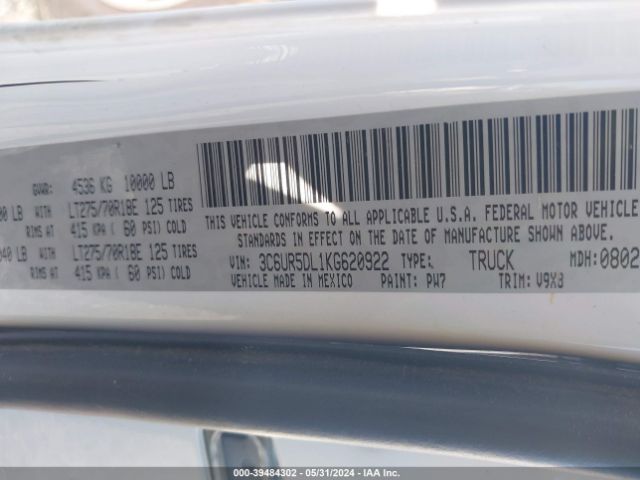 GVWR: 4536 KG 10000 LB
00 LB WITH LT275/70R18E 125 TIRES
RIMS AT 415 KPA ( 60 PSI) COLD
040 LB WITH LT275/70R18E 125 TIRES
RIMS AT 415 KPA ( 60 PSI) COLD
THIS VEHICLE CONFORMS TO ALL APPLICABLE U.S.A. FEDERAL MOTOR VEHICLE
STANDARDS IN EFFECT ON THE DATE OF MANUFACTURE SHOWN ABOVE.
VIN: 3C6UR5DL1KG620922 TYPE: TRUCK MDH: 0802
VEHICLE MADE IN MEXICO PAINT: PW7 TRIM: V9X8
000-39484302 - 05/31/2024 - IAA Inc.